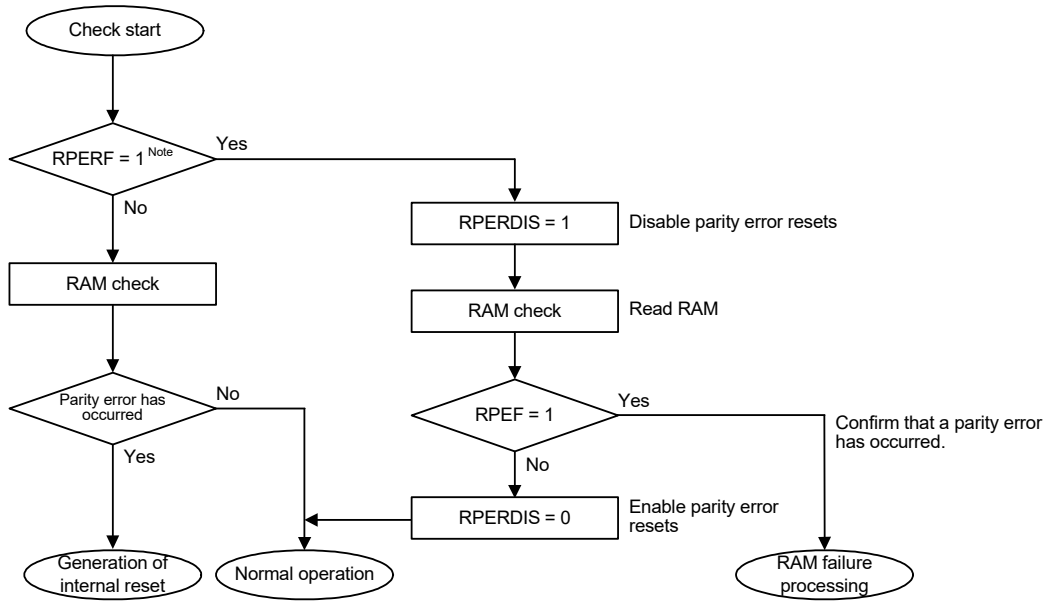 Check start
RPERF = 1 Note
Yes
No
RPERDIS = 1
Disable parity error resets
RAM check
RAM check
Read RAM
Parity error has
occurred
No
Yes
RPEF = 1
Yes
No
Confirm that a parity error
has occurred.
RPERDIS = 0
Enable parity error
resets
Generation of
internal reset
Normal operation
RAM failure
processing